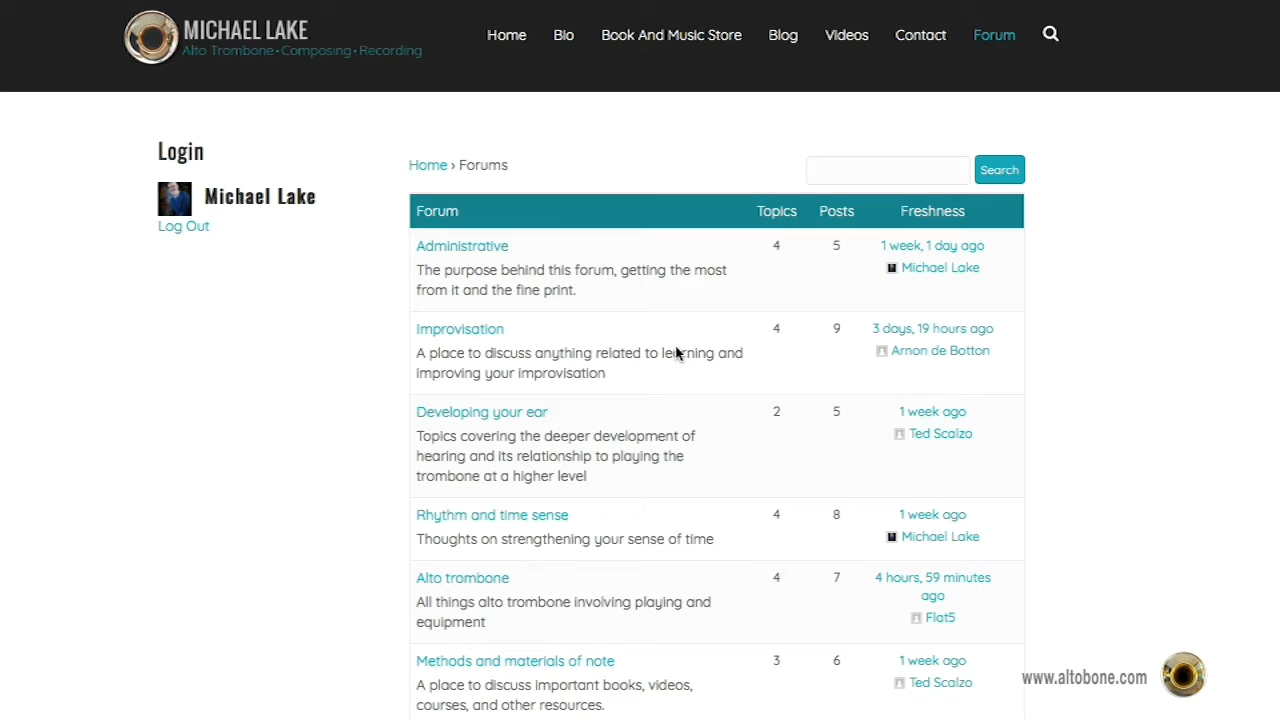 MICHAEL LAKE
Alto Trombone•Composing•Recording
Home Bio Book And Music Store Blog Videos Contact Forum
Login
Michael Lake
Log Out
Home › Forums
Search
Forum Topics Posts Freshness
Administrative 4 5 1 week, 1 day ago
The purpose behind this forum, getting the most Michael Lake
from it and the fine print.
Improvisation 4 9 3 days, 19 hours ago
A place to discuss anything related to learning and Arnon de Botton
improving your improvisation
Developing your ear 2 5 1 week ago
Topics covering the deeper development of Ted Scalzo
hearing and its relationship to playing the
trombone at a higher level
Rhythm and time sense 4 8 1 week ago
Thoughts on strengthening your sense of time Michael Lake
Alto trombone 4 7 4 hours, 59 minutes
ago
All things alto trombone involving playing and Flat5
equipment
Methods and materials of note 3 6 1 week ago
A place to discuss important books, videos, Ted Scalzo
courses, and other resources.
www.altobone.com